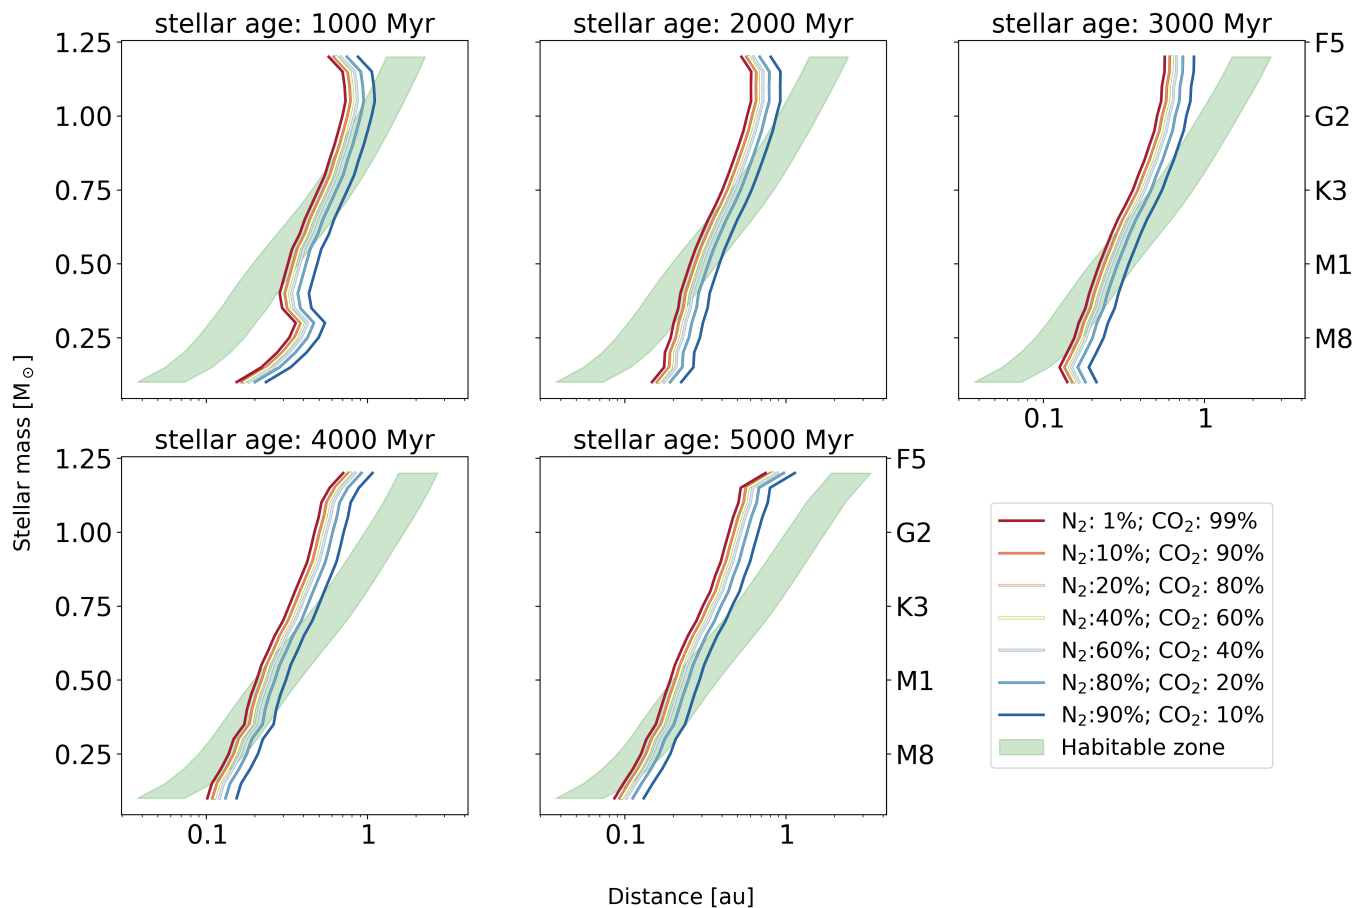 stellar age: 1000 Myr
stellar age: 2000 Myr
stellar age: 3000 Myr
1.25
1.00
0.75
0.50
0.25
F5
G2
K3
M1
M8
0.1
1
Stellar mass [M⊙]
stellar age: 4000 Myr
stellar age: 5000 Myr
1.25
1.00
0.75
0.50
0.25
F5
G2
K3
M1
M8
0.1
1
0.1
1
Distance [au]
N₂: 1%; CO₂: 99%
N₂:10%; CO₂: 90%
N₂:20%; CO₂: 80%
N₂:40%; CO₂: 60%
N₂:60%; CO₂: 40%
N₂:80%; CO₂: 20%
N₂:90%; CO₂: 10%
Habitable zone